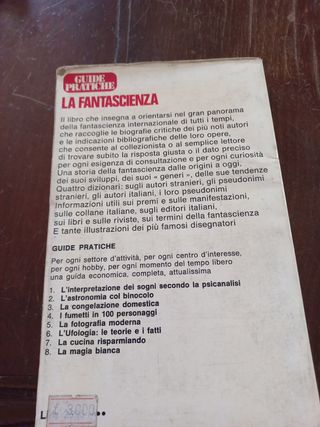 GUIDE
PRATICHE
LA FANTASCIENZA
Il libro che insegna a orientarsi nel gran panorama
della fantascienza internazionale di tutti i tempi,
che raccoglie le biografie critiche dei più noti autori
e le indicazioni bibliografiche delle loro opere,
che consente al collezionista o al semplice lettore
di trovare subito la risposta giusta o il dato preciso
per ogni esigenza di consultazione e per ogni curiosità
Una storia della fantascienza dalle origini a oggi,
dei suoi sviluppi, dei suoi « generi », delle sue tendenze
Quattro dizionari: sugli autori stranieri, gli pseudonimi
stranieri, gli autori italiani, i loro pseudonimi
Informazioni utili sui premi e sulle manifestazioni,
sulle collane italiane, sugli editori italiani,
sui libri e sulle riviste, sui termini della fantascienza
E tante illustrazioni dei più famosi disegnatori
GUIDE PRATICHE
Per ogni settore d'attività, per ogni centro d'interesse,
per ogni hobby, per ogni momento del tempo libero
una guida economica, completa, attualissima
1. L'interpretazione dei sogni secondo la psicanalisi
2. L'astronomia col binocolo
3. La congelazione domestica
4. I fumetti in 100 personaggi
5. La fotografia moderna
6. L'Ufologia: le teorie e i fatti
7. La cucina risparmiando
8. La magia bianca
£ 3000